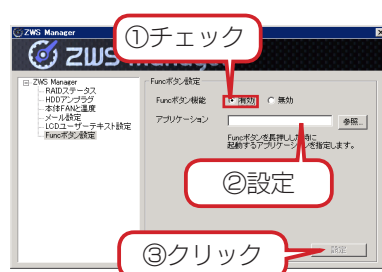 ZWS Manager
ZWS Manager
①チェック
ZWS Manager
RAIDステータス
HDDアンプラグ
本体FANと温度
メール設定
LCDユーザーテキスト設定
Funcボタン設定
Funcボタン設定
Funcボタン機能
有効
無効
アプリケーション
参照...
Funcボタンを長押しした時に
起動するアプリケーションを指定します。
②設定
③クリック
設定